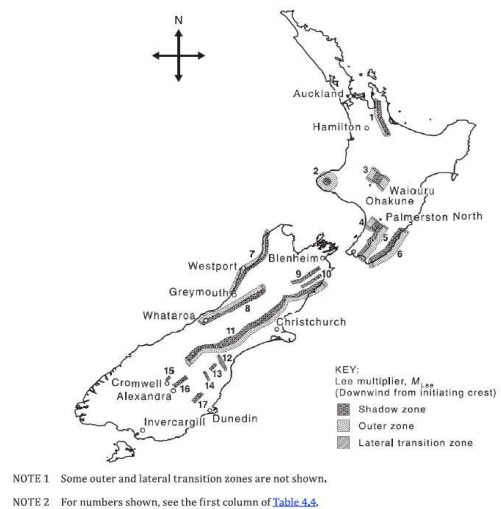 N
Auckland
1
Hamilton
2
3
Waiouru
Ohakune
4
Palmerston North
5
6
7
Blenheim
Westport
9
10
Greymouth
8
Whataroa
11
Christchurch
12
13
15
14
Cromwell
16
Alexandra
17
Invercargill Dunedin
KEY:
Lee multiplier, M Lee
(Downwind from initiating crest)
Shadow zone
Outer zone
Lateral transition zone
NOTE 1 Some outer and lateral transition zones are not shown.
NOTE 2 For numbers shown, see the first column of Table 4.4.